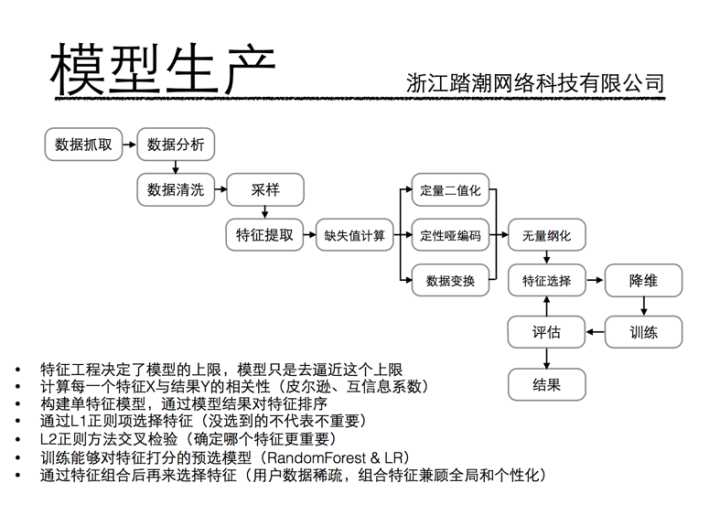 模型生产
浙江踏潮网络科技有限公司
数据抓取
数据分析
数据清洗
采样
特征提取
缺失值计算
定量二值化
定性哑编码
数据变换
无量纲化
特征选择
降维
训练
评估
结果
• 特征工程决定了模型的上限，模型只是去逼近这个上限
• 计算每一个特征X与结果Y的相关性（皮尔逊、互信息系数）
• 构建单特征模型，通过模型结果对特征排序
• 通过L1正则项选择特征（没选到的不代表不重要）
• L2正则方法交叉检验（确定哪个特征更重要）
• 训练能够对特征打分的预选模型（RandomForest & LR）
• 通过特征组合后再来选择特征（用户数据稀疏，组合特征兼顾全局和个性化）